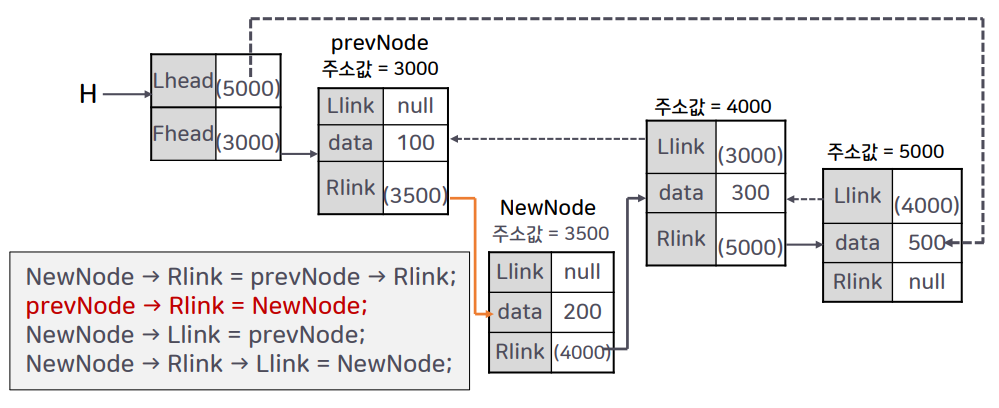 H
Lhead (5000)
Fhead (3000)
prevNode
주소값 = 3000
Llink null
data 100
Rlink (3500)
NewNode
주소값 = 3500
Llink null
data 200
Rlink (4000)
주소값 = 4000
Llink (3000)
data 300
Rlink (5000)
주소값 = 5000
Llink (4000)
data 500
Rlink null
NewNode → Rlink = prevNode → Rlink;
prevNode → Rlink = NewNode;
NewNode → Llink = prevNode;
NewNode → Rlink → Llink = NewNode;